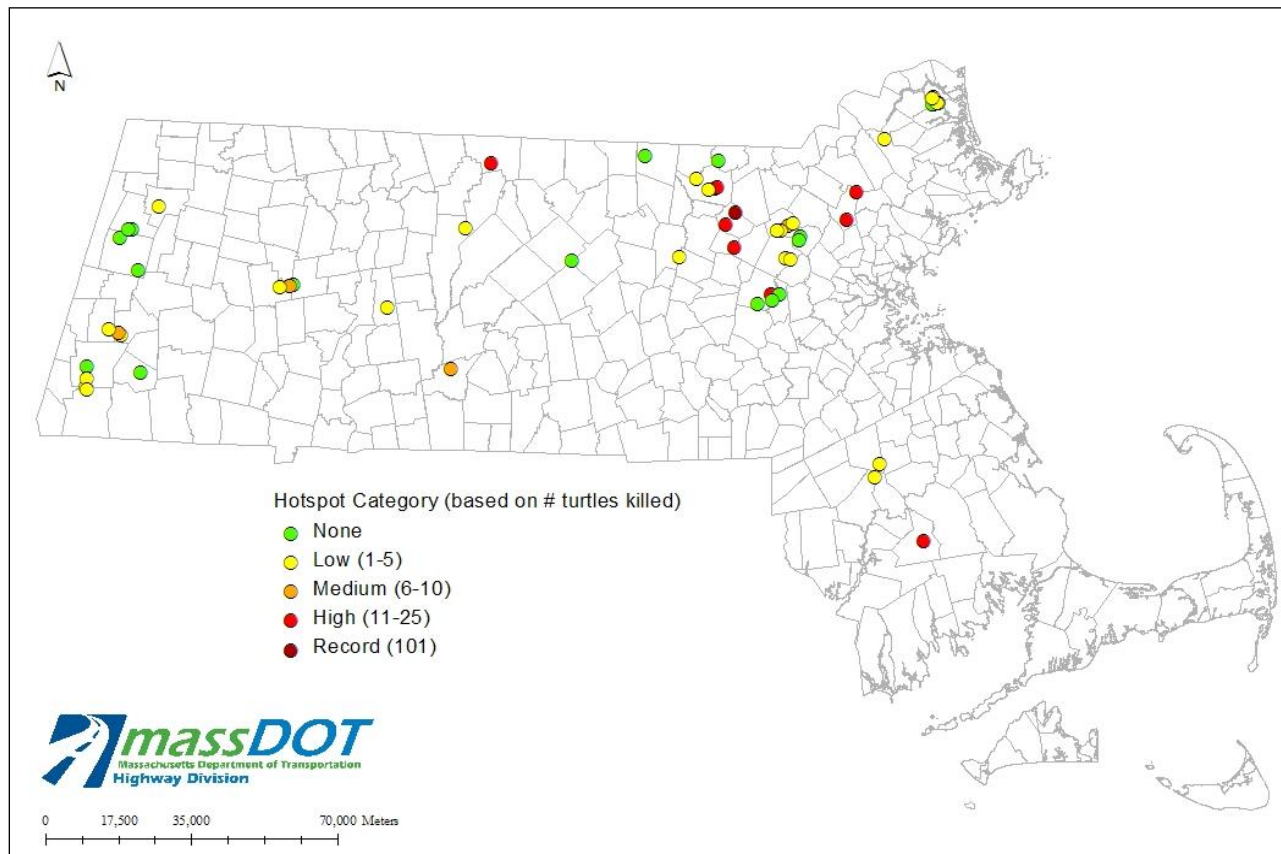 N
Hotspot Category (based on # turtles killed)
None
Low (1-5)
Medium (6-10)
High (11-25)
Record (101)
massDOT
Massachusetts Department of Transportation
Highway Division
0 17,500 35,000 70,000 Meters